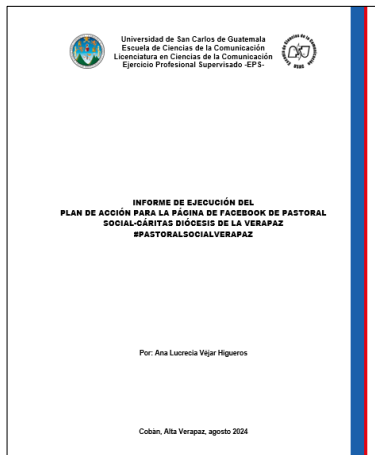 Universidad de San Carlos de Guatemala
Escuela de Ciencias de la Comunicación
Licenciatura en Ciencias de la Comunicación
Ejercicio Profesional Supervisado -EPS-
INFORME DE EJECUCIÓN DEL
PLAN DE ACCIÓN PARA LA PÁGINA DE FACEBOOK DE PASTORAL
SOCIAL-CÁRITAS DIÓCESIS DE LA VERAPAZ
#PASTORALSOCIALVERAPAZ
Por: Ana Lucrecia Véjar Higueros
Cobán, Alta Verapaz, agosto 2024